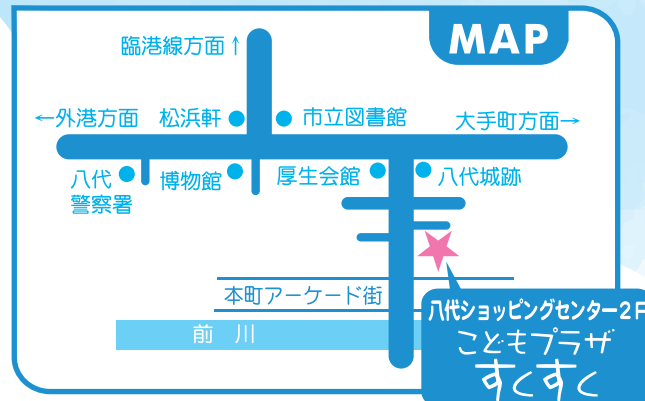 MAP
臨港線方面↑
←外港方面
松浜軒
市立図書館
大手町方面→
八代
警察署
博物館
厚生会館
八代城跡
本町アーケード街
前川
八代ショッピングセンター2F
こどもプラザ
すくすく